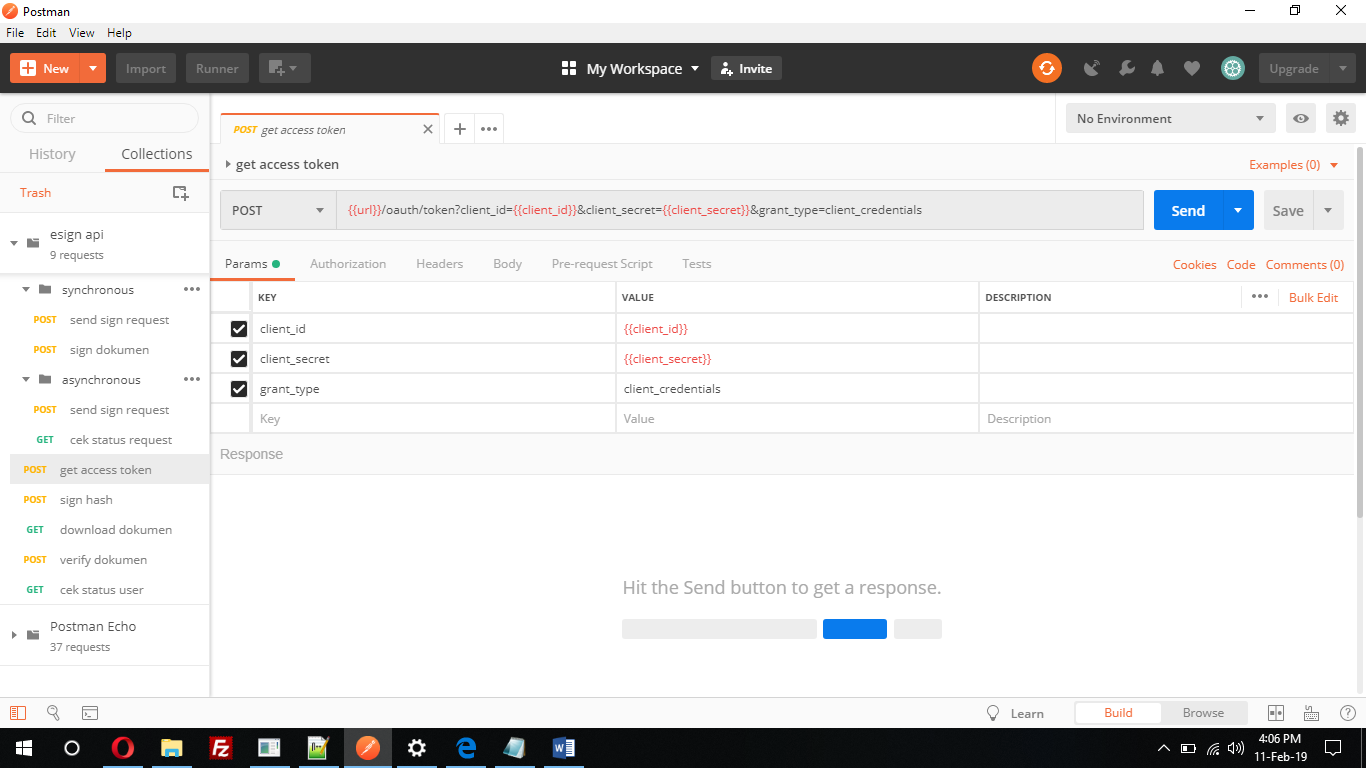 Postman
File Edit View Help
New Import Runner My Workspace Invite Upgrade
Filter
History Collections
Trash
esign api
9 requests
synchronous
POST send sign request
POST sign dokumen
asynchronous
POST send sign request
GET cek status request
POST get access token
POST sign hash
GET download dokumen
POST verify dokumen
GET cek status user
Postman Echo
37 requests
POST get access token
No Environment
get access token
Examples (0)
POST {{url}}/oauth/token?client_id={{client_id}}&client_secret={{client_secret}}&grant_type=client_credentials Send Save
Params Authorization Headers Body Pre-request Script Tests Cookies Code Comments (0)
KEY VALUE DESCRIPTION Bulk Edit
client_id {{client_id}}
client_secret {{client_secret}}
grant_type client_credentials
Key Value Description
Response
Hit the Send button to get a response.
Learn Build Browse
4:06 PM
11-Feb-19